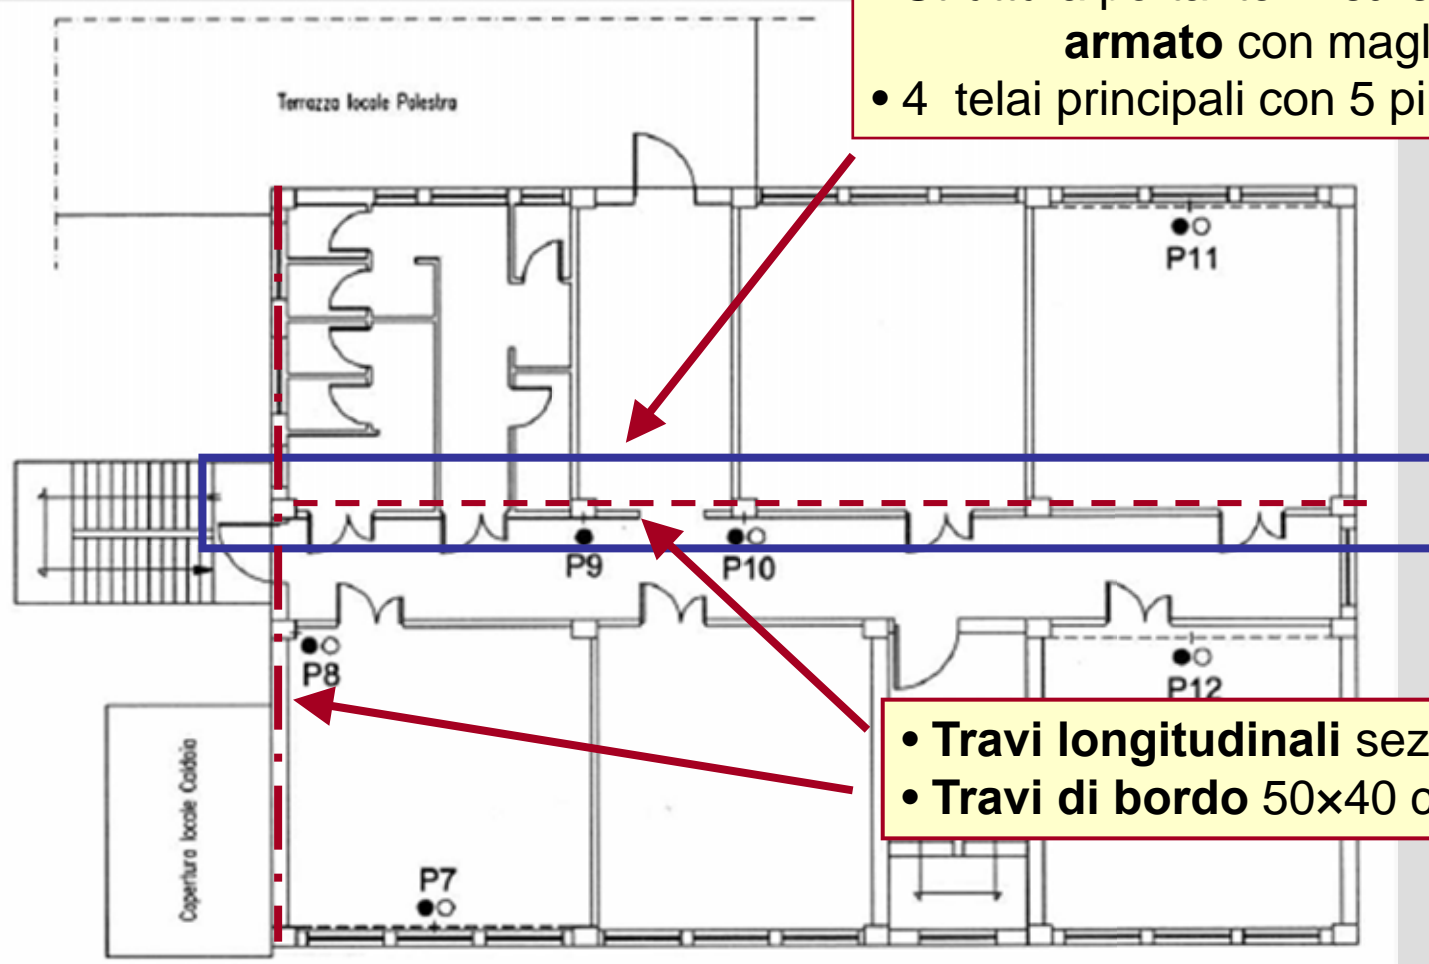 armato con magl
• 4 telai principali con 5 pi
Terrazza locale Palestra
P11
P9
P10
P8
P12
• Travi longitudinali sez
• Travi di bordo 50×40 c
Copertura locale Caldaia
P7